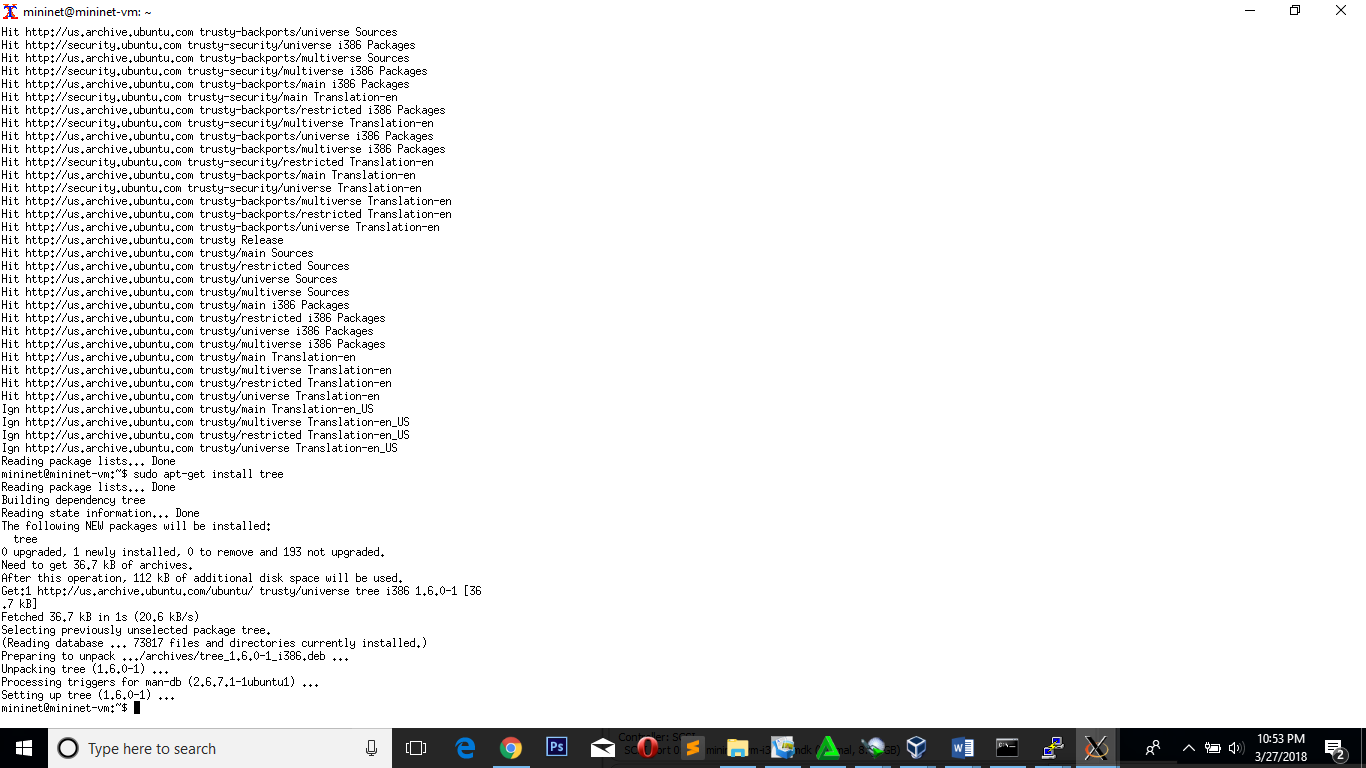 mininet@mininet-vm: ~
Hit http://us.archive.ubuntu.com trusty-backports/universe Sources
Hit http://security.ubuntu.com trusty-security/universe i386 Packages
Hit http://us.archive.ubuntu.com trusty-backports/multiverse Sources
Hit http://security.ubuntu.com trusty-security/multiverse i386 Packages
Hit http://us.archive.ubuntu.com trusty-backports/main i386 Packages
Hit http://security.ubuntu.com trusty-security/main Translation-en
Hit http://us.archive.ubuntu.com trusty-backports/restricted i386 Packages
Hit http://security.ubuntu.com trusty-security/multiverse Translation-en
Hit http://us.archive.ubuntu.com trusty-backports/universe i386 Packages
Hit http://us.archive.ubuntu.com trusty-backports/multiverse i386 Packages
Hit http://security.ubuntu.com trusty-security/restricted Translation-en
Hit http://us.archive.ubuntu.com trusty-backports/main Translation-en
Hit http://security.ubuntu.com trusty-security/universe Translation-en
Hit http://us.archive.ubuntu.com trusty-backports/multiverse Translation-en
Hit http://us.archive.ubuntu.com trusty-backports/restricted Translation-en
Hit http://us.archive.ubuntu.com trusty-backports/universe Translation-en
Hit http://us.archive.ubuntu.com trusty Release
Hit http://us.archive.ubuntu.com trusty/main Sources
Hit http://us.archive.ubuntu.com trusty/restricted Sources
Hit http://us.archive.ubuntu.com trusty/universe Sources
Hit http://us.archive.ubuntu.com trusty/multiverse Sources
Hit http://us.archive.ubuntu.com trusty/main i386 Packages
Hit http://us.archive.ubuntu.com trusty/restricted i386 Packages
Hit http://us.archive.ubuntu.com trusty/universe i386 Packages
Hit http://us.archive.ubuntu.com trusty/multiverse i386 Packages
Hit http://us.archive.ubuntu.com trusty/main Translation-en
Hit http://us.archive.ubuntu.com trusty/multiverse Translation-en
Hit http://us.archive.ubuntu.com trusty/restricted Translation-en
Hit http://us.archive.ubuntu.com trusty/universe Translation-en
Ign http://us.archive.ubuntu.com trusty/main Translation-en_US
Ign http://us.archive.ubuntu.com trusty/multiverse Translation-en_US
Ign http://us.archive.ubuntu.com trusty/restricted Translation-en_US
Ign http://us.archive.ubuntu.com trusty/universe Translation-en_US
Reading package lists... Done
mininet@mininet-vm:~$ sudo apt-get install tree
Reading package lists... Done
Building dependency tree
Reading state information... Done
The following NEW packages will be installed:
  tree
0 upgraded, 1 newly installed, 0 to remove and 193 not upgraded.
Need to get 36.7 kB of archives.
After this operation, 112 kB of additional disk space will be used.
Get:1 http://us.archive.ubuntu.com/ubuntu/ trusty/universe tree i386 1.6.0-1 [36
.7 kB]
Fetched 36.7 kB in 1s (20.6 kB/s)
Selecting previously unselected package tree.
(Reading database ... 73817 files and directories currently installed.)
Preparing to unpack .../archives/tree_1.6.0-1_i386.deb ...
Unpacking tree (1.6.0-1) ...
Processing triggers for man-db (2.6.7.1-1ubuntu1) ...
Setting up tree (1.6.0-1) ...
mininet@mininet-vm:~$
Type here to search
Ps
Controller:
10:53 PM
3/27/2018
2